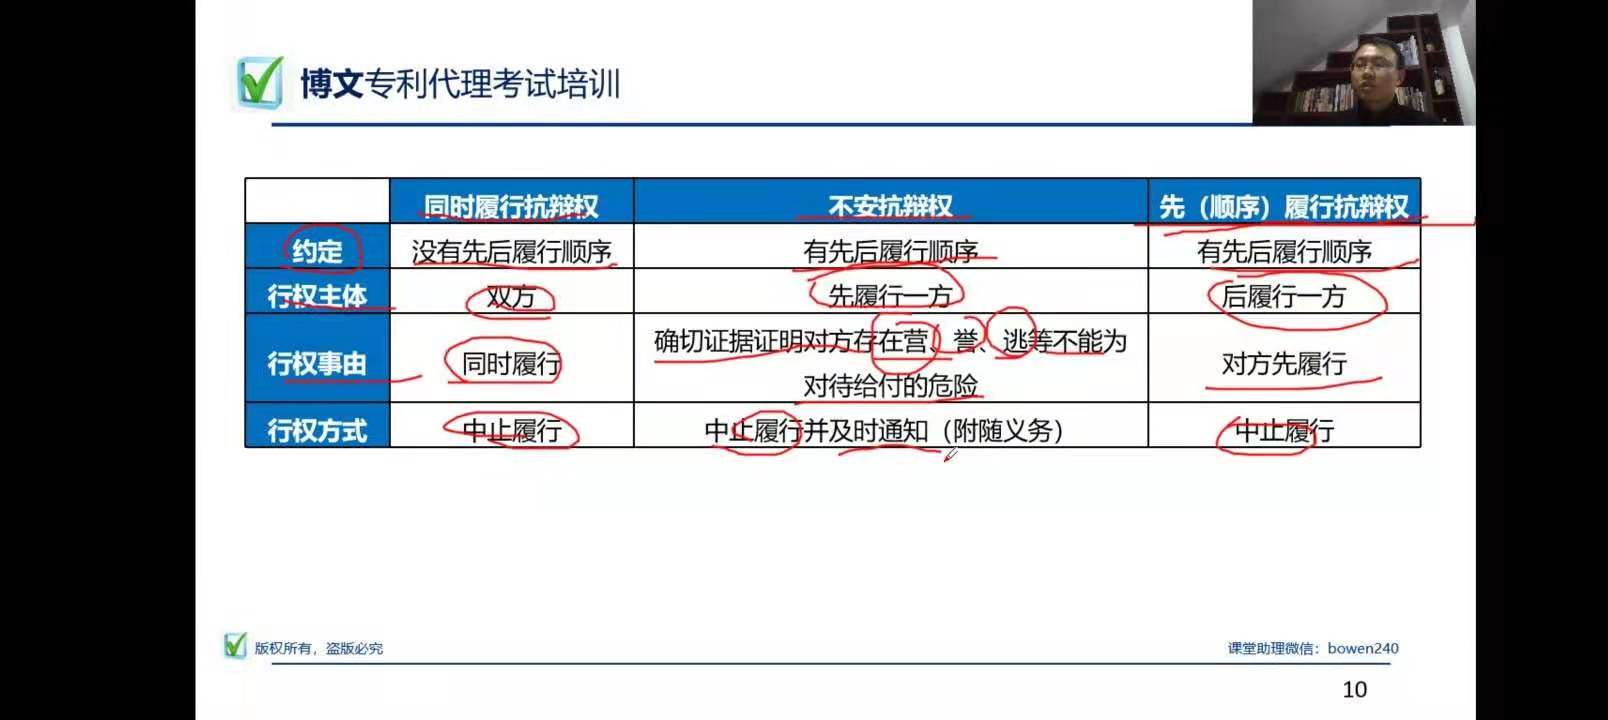 博文专利代理考试培训
同时履行抗辩权 不安抗辩权 先（顺序）履行抗辩权
约定 没有先后履行顺序 有先后履行顺序 有先后履行顺序
行权主体 双方 先履行一方 后履行一方
行权事由 同时履行 确切证据证明对方存在营、誉、逃等不能为
对待给付的危险 对方先履行
行权方式 中止履行 中止履行并及时通知（附随义务） 中止履行
版权所有，盗版必究 课堂助理微信：bowen240
10